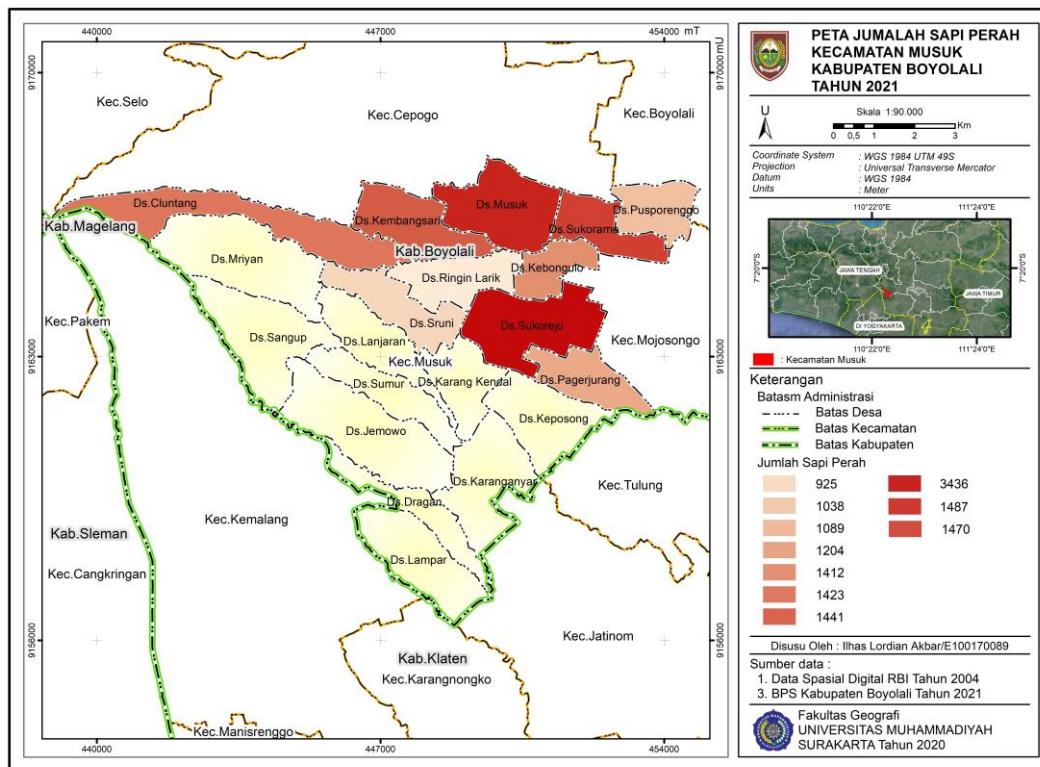 440000
447000
454000
mT
mU
9170000
9170000
Kec.Selo
Kec.Cepogo
Kec.Boyolali
Ds.Cluntang
Ds.Musuk
Ds.Pusporenggo
Ds.Kembangsari
Ds.Sukorame
Kab.Magelang
Kab.Boyolali
Ds.Kebongulo
Ds.Mriyan
Ds.Ringin Larik
Kec.Pakem
Ds.Sruni
Ds.Sukorejo
Ds.Sangup
Ds.Lanjaran
Kec.Mojosongo
9163000
9163000
Kec.Musuk
Ds.Sumur
Ds.Karang Kendal
Ds.Pagerjurang
Ds.Jemowo
Ds.Keposong
Ds.Karanganyar
Kec.Tulung
Ds.Dragan
Kec.Kemalang
Kab.Sleman
Ds.Lampar
Kec.Cangkringan
9156000
9156000
Kec.Jatinom
Kab.Klaten
Kec.Karangnongko
Kec.Manisrenggo
440000
447000
454000
PETA JUMALAH SAPI PERAH
KECAMATAN MUSUK
KABUPATEN BOYOLALI
TAHUN 2021
U
Skala 1:90.000
Km
0 0,5 1 2 3
Coordinate System : WGS 1984 UTM 49S
Projection : Universal Transverse Mercator
Datum : WGS 1984
Units : Meter
110°22'0"E 111°24'0"E
7°20'0"S
7°20'0"S
JAWA TENGAH
JAWA TIMUR
DI YOGYAKARTA
110°22'0"E 111°24'0"E
: Kecamatan Musuk
Keterangan
Batasm Administrasi
Batas Desa
Batas Kecamatan
Batas Kabupaten
Jumlah Sapi Perah
925
1038
1089
1204
1412
1423
1441
3436
1487
1470
Disusu Oleh : Ilhas Lordian Akbar/E100170089
Sumber data :
1. Data Spasial Digital RBI Tahun 2004
3. BPS Kabupaten Boyolali Tahun 2021
Fakultas Geografi
UNIVERSITAS MUHAMMADIYAH
SURAKARTA Tahun 2020